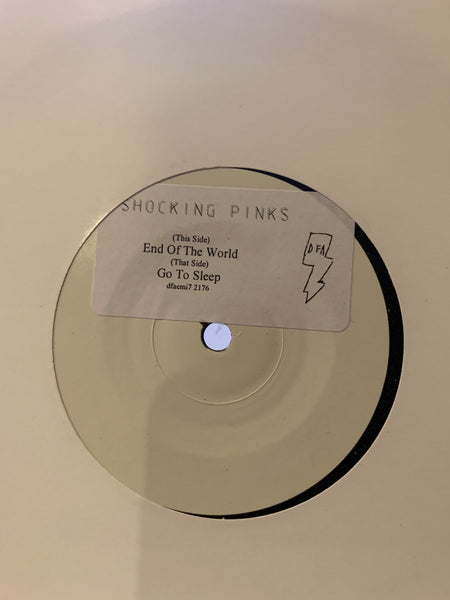 SHOCKING PINKS
(This Side)
End Of The World
(That Side)
Go To Sleep
dfaemi7 2176
DFA